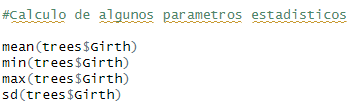 #Calculo de algunos parametros estadisticos
mean(trees$Girth)
min(trees$Girth)
max(trees$Girth)
sd(trees$Girth)